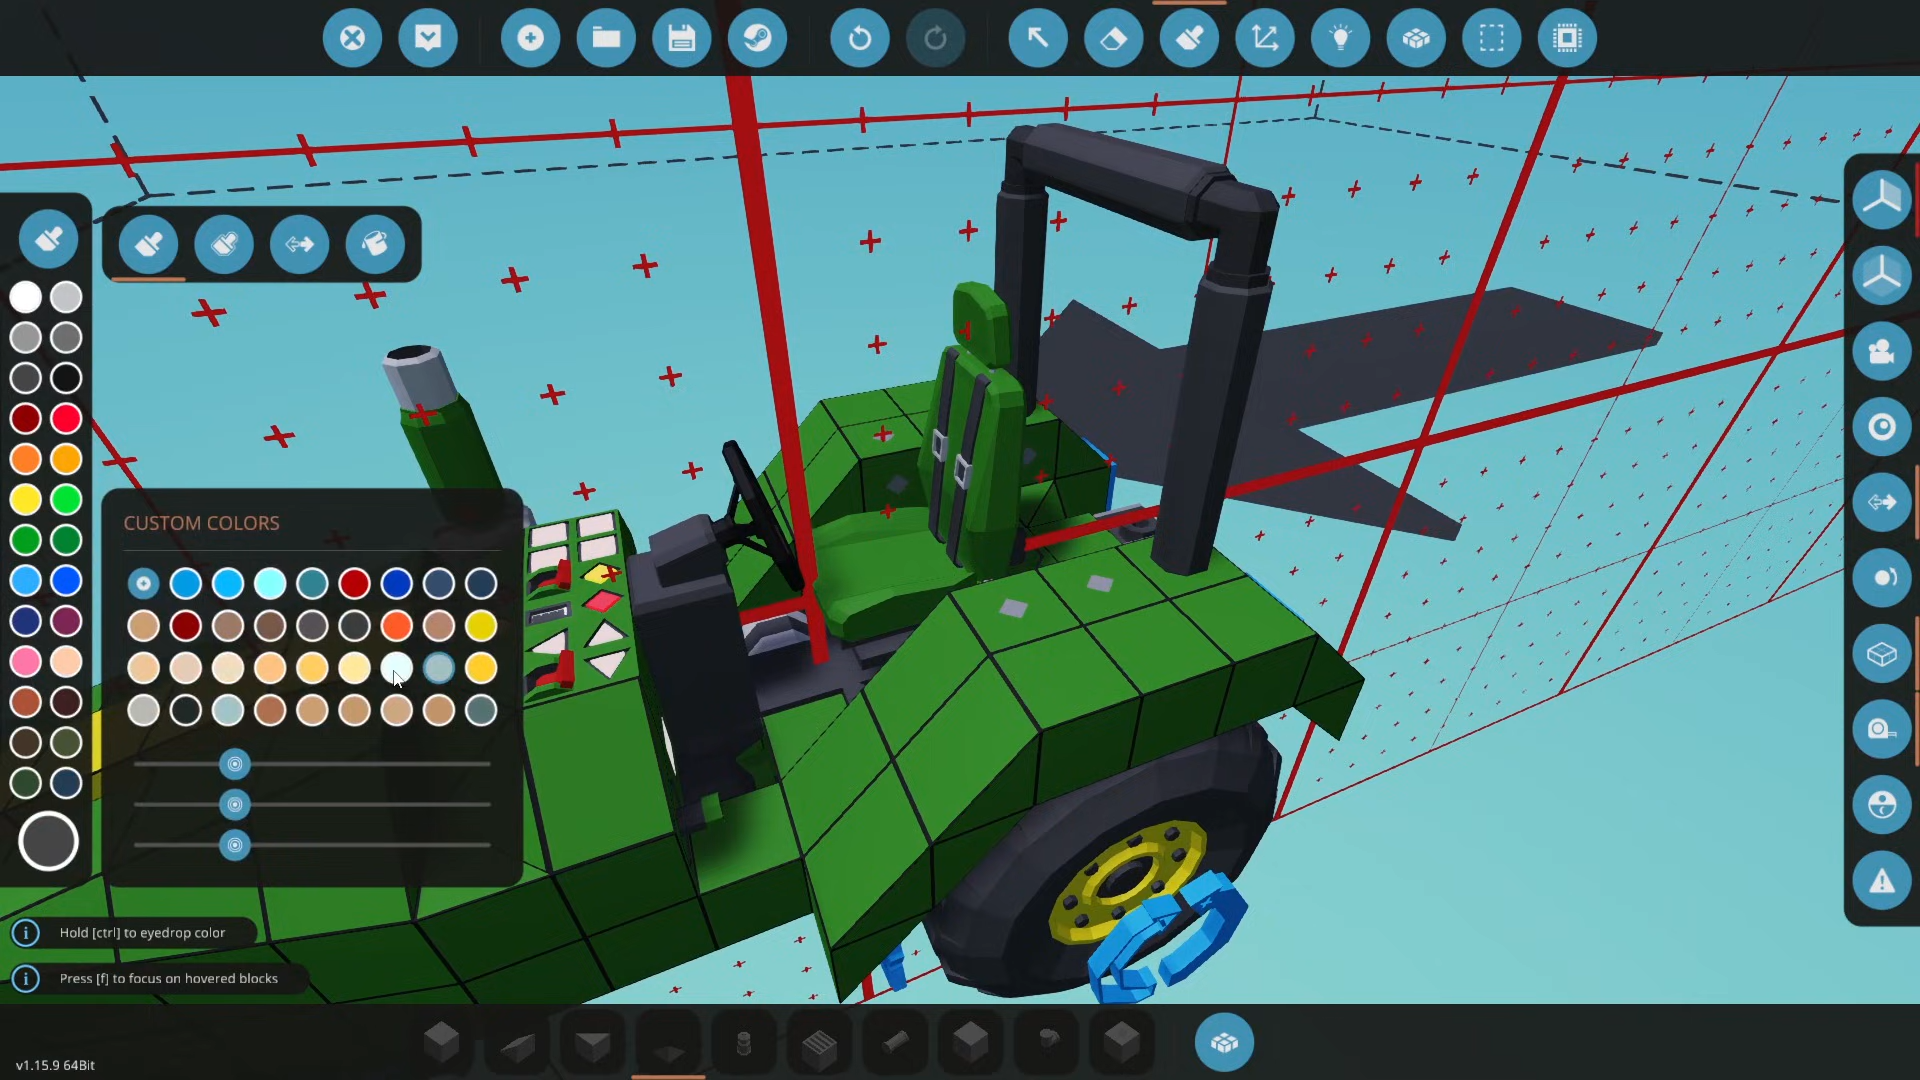 CUSTOM COLORS
Hold [ctrl] to eyedrop color
Press [f] to focus on hovered blocks
v1.15.9 64Bit